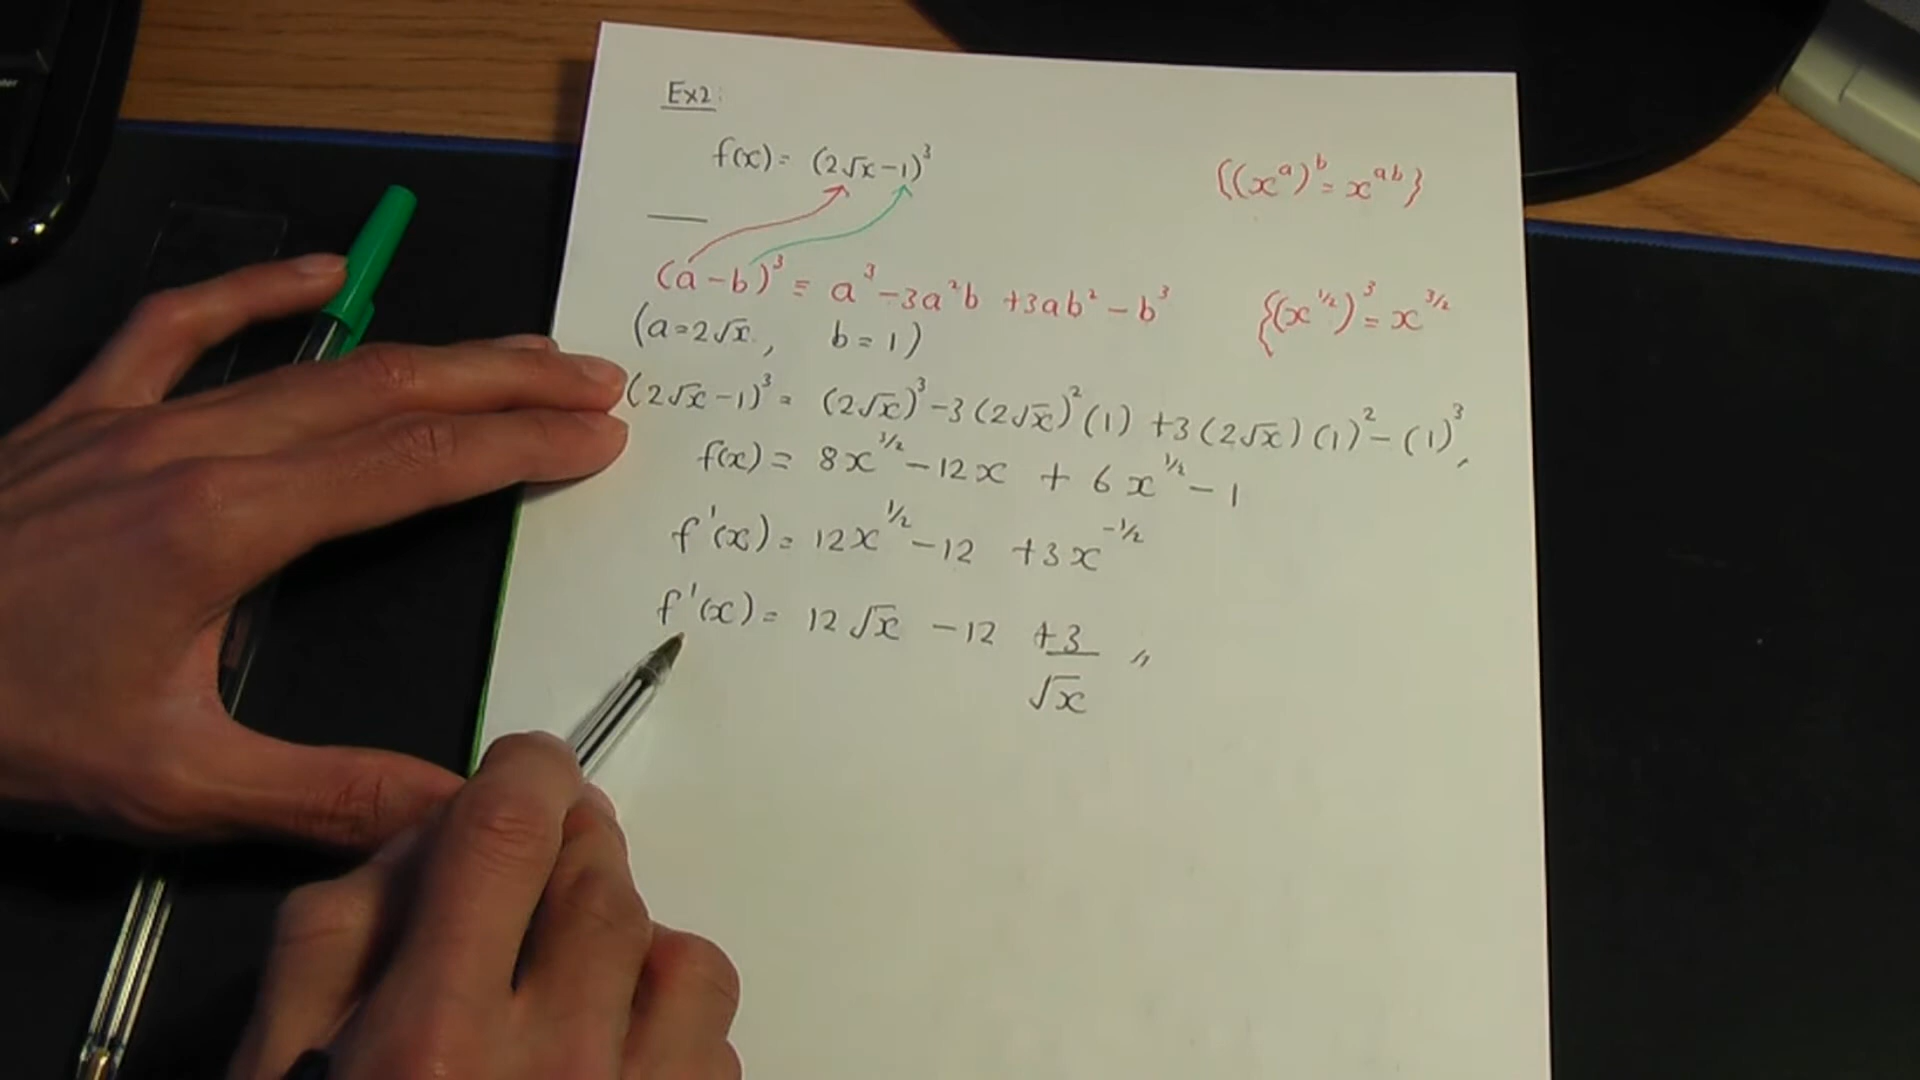 Ex2:
f(x) = (2√x - 1)³
{(x^a)^b = x^ab}
(a - b)³ ≡ a³ - 3a²b + 3ab² - b³
{(x^1/2)³ = x^3/2
(a = 2√x, b = 1)
(2√x - 1)³ = (2√x)³ - 3(2√x)²(1) + 3(2√x)(1)² - (1)³,
f(x) = 8x^3/2 - 12x + 6x^1/2 - 1
f'(x) = 12x^1/2 - 12 + 3x^-1/2
f'(x) = 12√x - 12 + 3/√x //